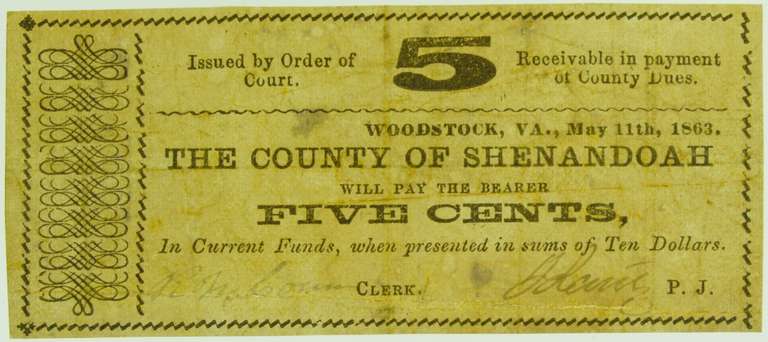 Issued by Order of Court.
5
Receivable in payment of County Dues.
WOODSTOCK, VA., May 11th, 1863.
THE COUNTY OF SHENANDOAH
WILL PAY THE BEARER
FIVE CENTS,
In Current Funds, when presented in sums of Ten Dollars.
CLERK.
P. J.